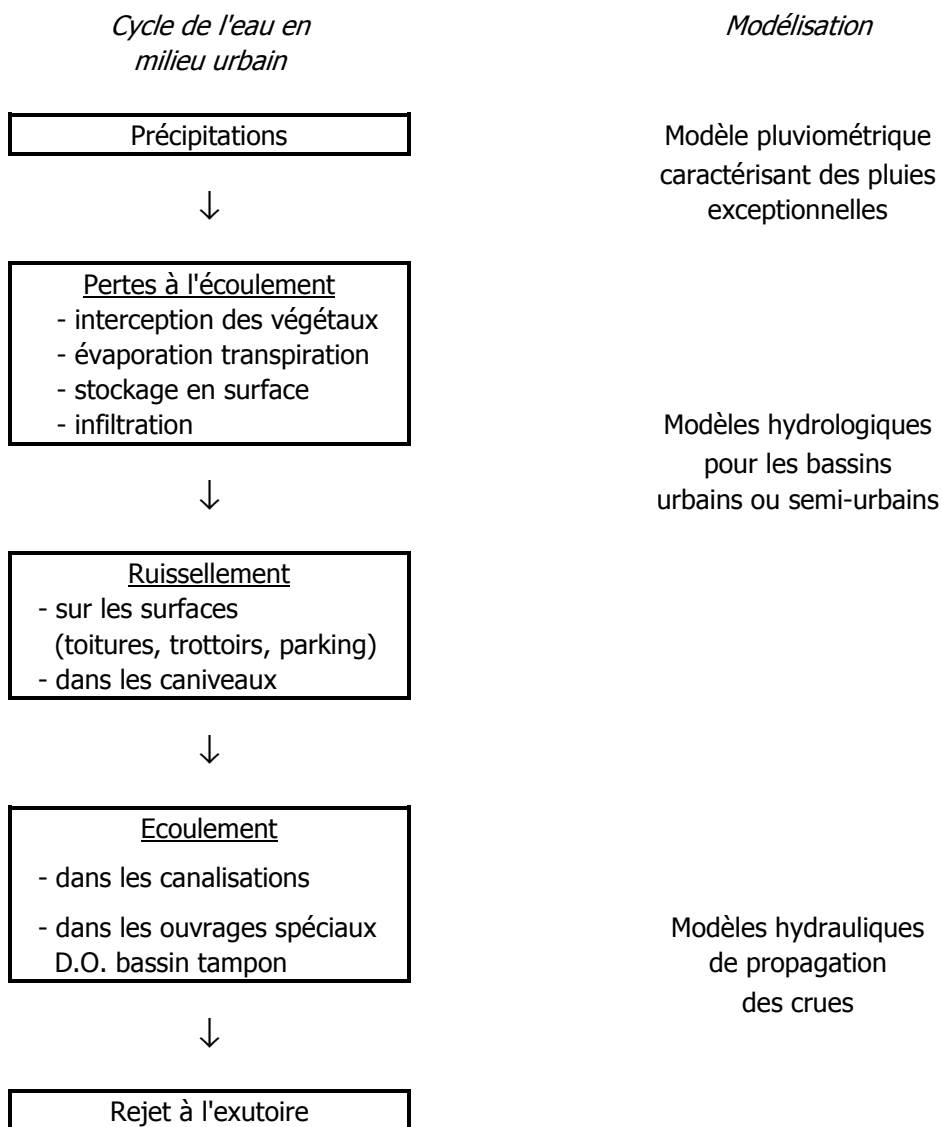 Cycle de l'eau en
milieu urbain
Modélisation
Précipitations
Modèle pluviométrique
caractérisant des pluies
exceptionnelles
↓
Pertes à l'écoulement
- interception des végétaux
- évaporation transpiration
- stockage en surface
- infiltration
Modèles hydrologiques
pour les bassins
urbains ou semi-urbains
↓
Ruissellement
- sur les surfaces
(toitures, trottoirs, parking)
- dans les caniveaux
↓
Ecoulement
- dans les canalisations
- dans les ouvrages spéciaux
D.O. bassin tampon
Modèles hydrauliques
de propagation
des crues
↓
Rejet à l'exutoire